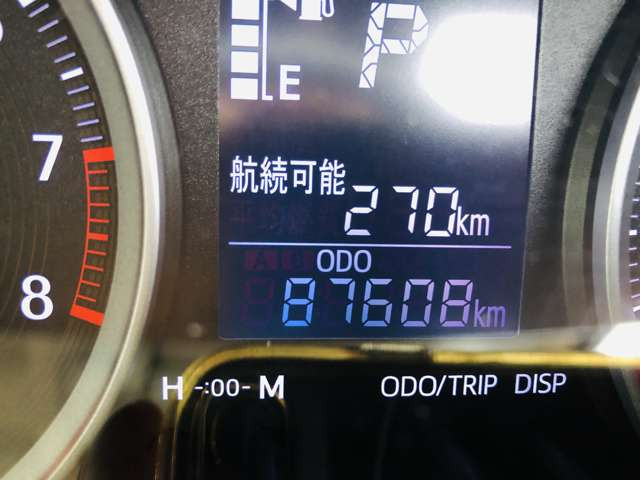 P
E
7
航続可能
270km
ODO
8
87608km
H -:00- M ODO/TRIP DISP